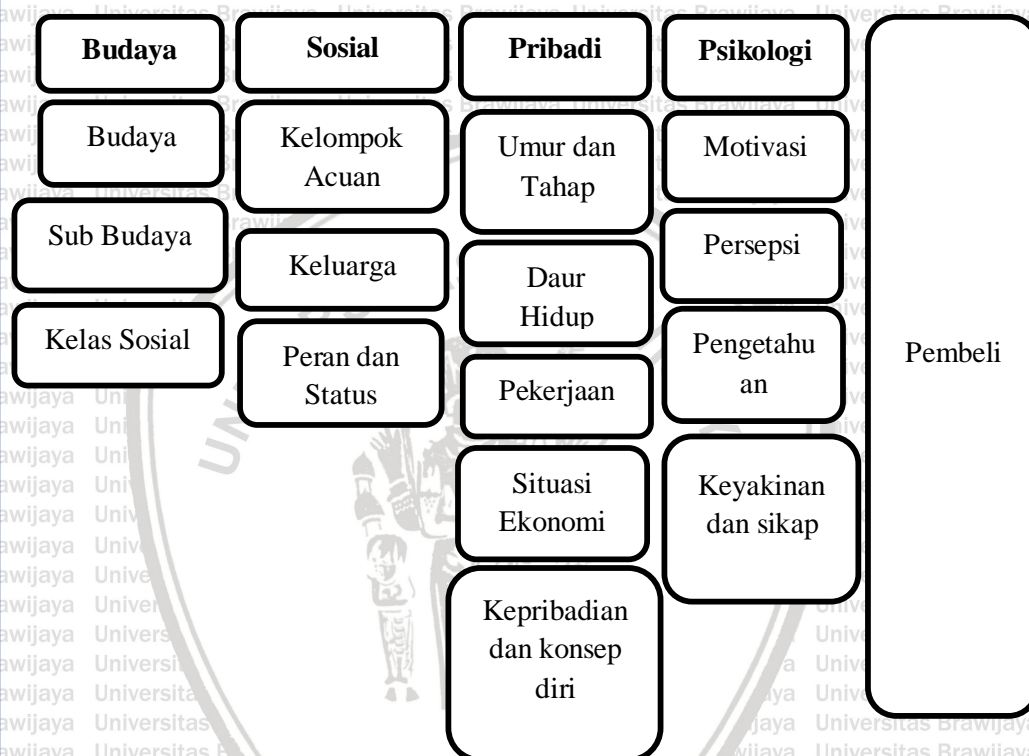 Budaya
Budaya
Sub Budaya
Kelas Sosial
Sosial
Kelompok
Acuan
Keluarga
Peran dan
Status
Pribadi
Umur dan
Tahap
Daur
Hidup
Pekerjaan
Situasi
Ekonomi
Kepribadian
dan konsep
diri
Psikologi
Motivasi
Persepsi
Pengetahu
an
Keyakinan
dan sikap
Pembeli